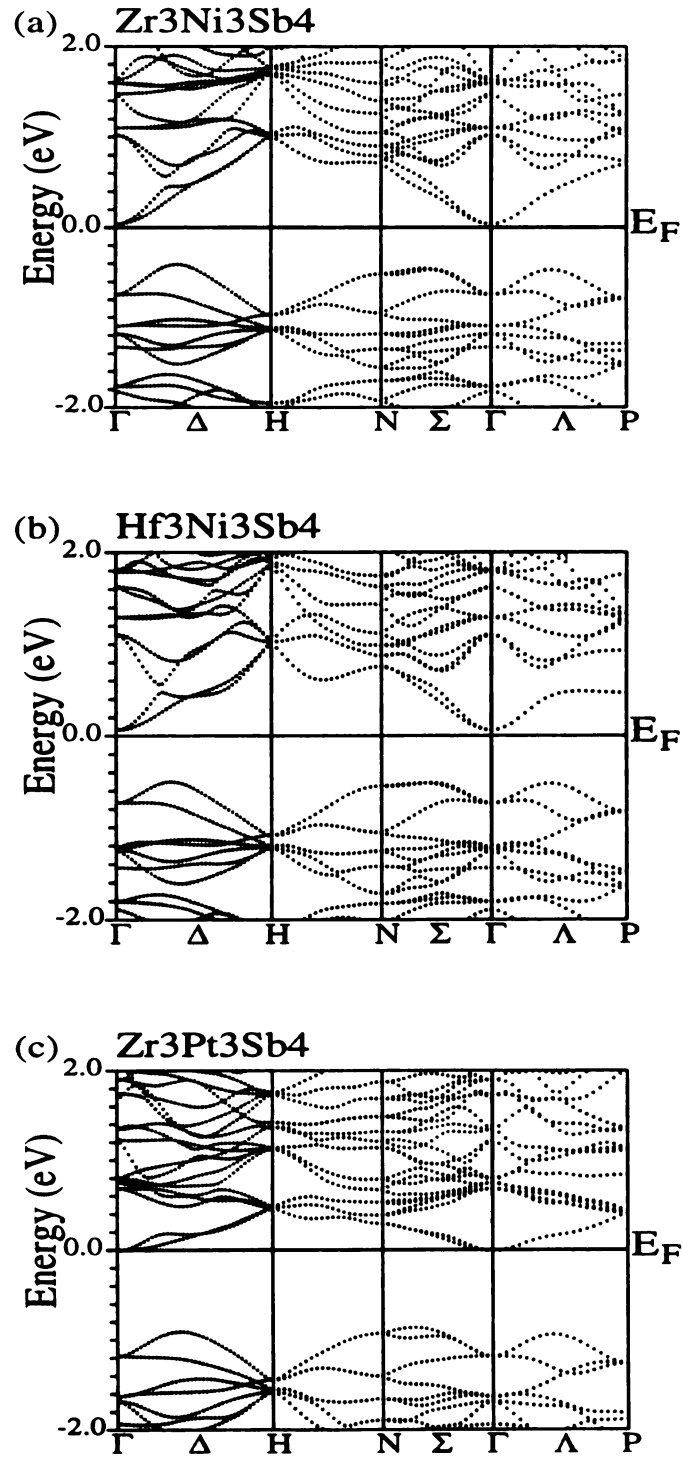 (a) Zr3Ni3Sb4
2.0
Energy (eV)
0.0
E_F
-2.0
Γ Δ H N Σ Γ Λ P
(b) Hf3Ni3Sb4
2.0
Energy (eV)
0.0
E_F
-2.0
Γ Δ H N Σ Γ Λ P
(c) Zr3Pt3Sb4
2.0
Energy (eV)
0.0
E_F
-2.0
Γ Δ H N Σ Γ Λ P